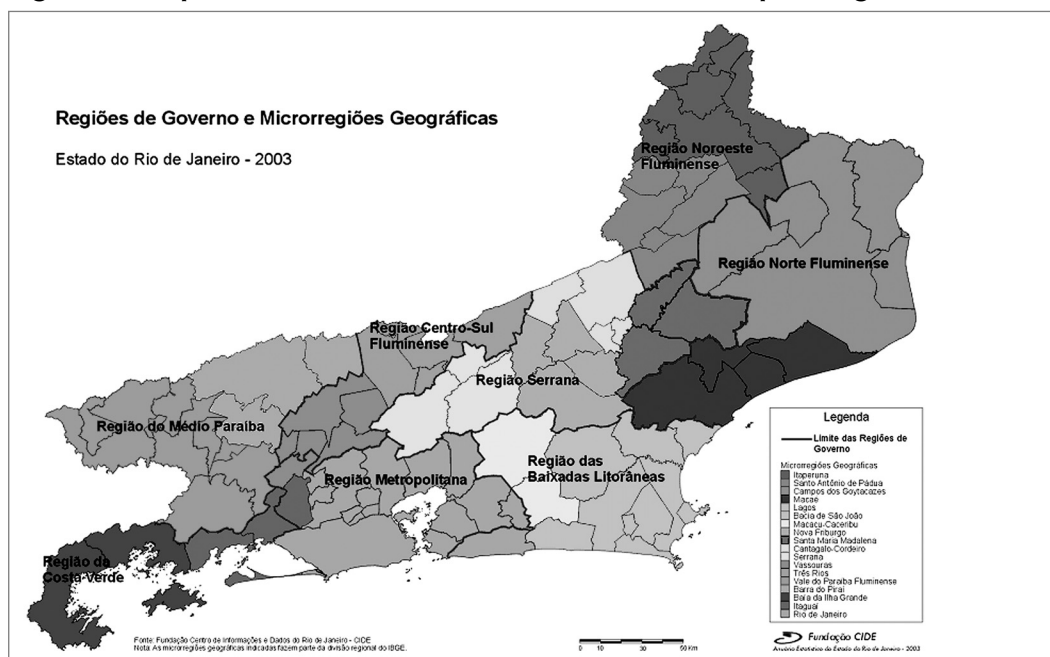 Regiões de Governo e Microrregiões Geográficas
Estado do Rio de Janeiro - 2003
Região Noroeste
Fluminense
Região Norte Fluminense
Região Centro-Sul
Fluminense
Região Serrana
Região do Médio Paraíba
Região das
Baixadas Litorâneas
Região Metropolitana
Região da
Costa Verde
Legenda
Limite das Regiões de
Governo
Microrregiões Geográficas
Itaperuna
Santo Antônio de Pádua
Campos dos Goytacazes
Macaé
Lagos
Bacia de São João
Macacu-Caceribu
Nova Friburgo
Santa Maria Madalena
Cantagalo-Cordeiro
Serrana
Vassouras
Três Rios
Vale do Paraíba Fluminense
Barra do Piraí
Baía da Ilha Grande
Itaguaí
Rio de Janeiro
Fonte: Fundação Centro de Informações e Dados do Rio de Janeiro - CIDE.
Nota: As microrregiões geográficas indicadas fazem parte da divisão regional do IBGE.
0 10 20 30 40 50 Km
Fundação CIDE
Anuário Estatístico do Estado do Rio de Janeiro - 2003